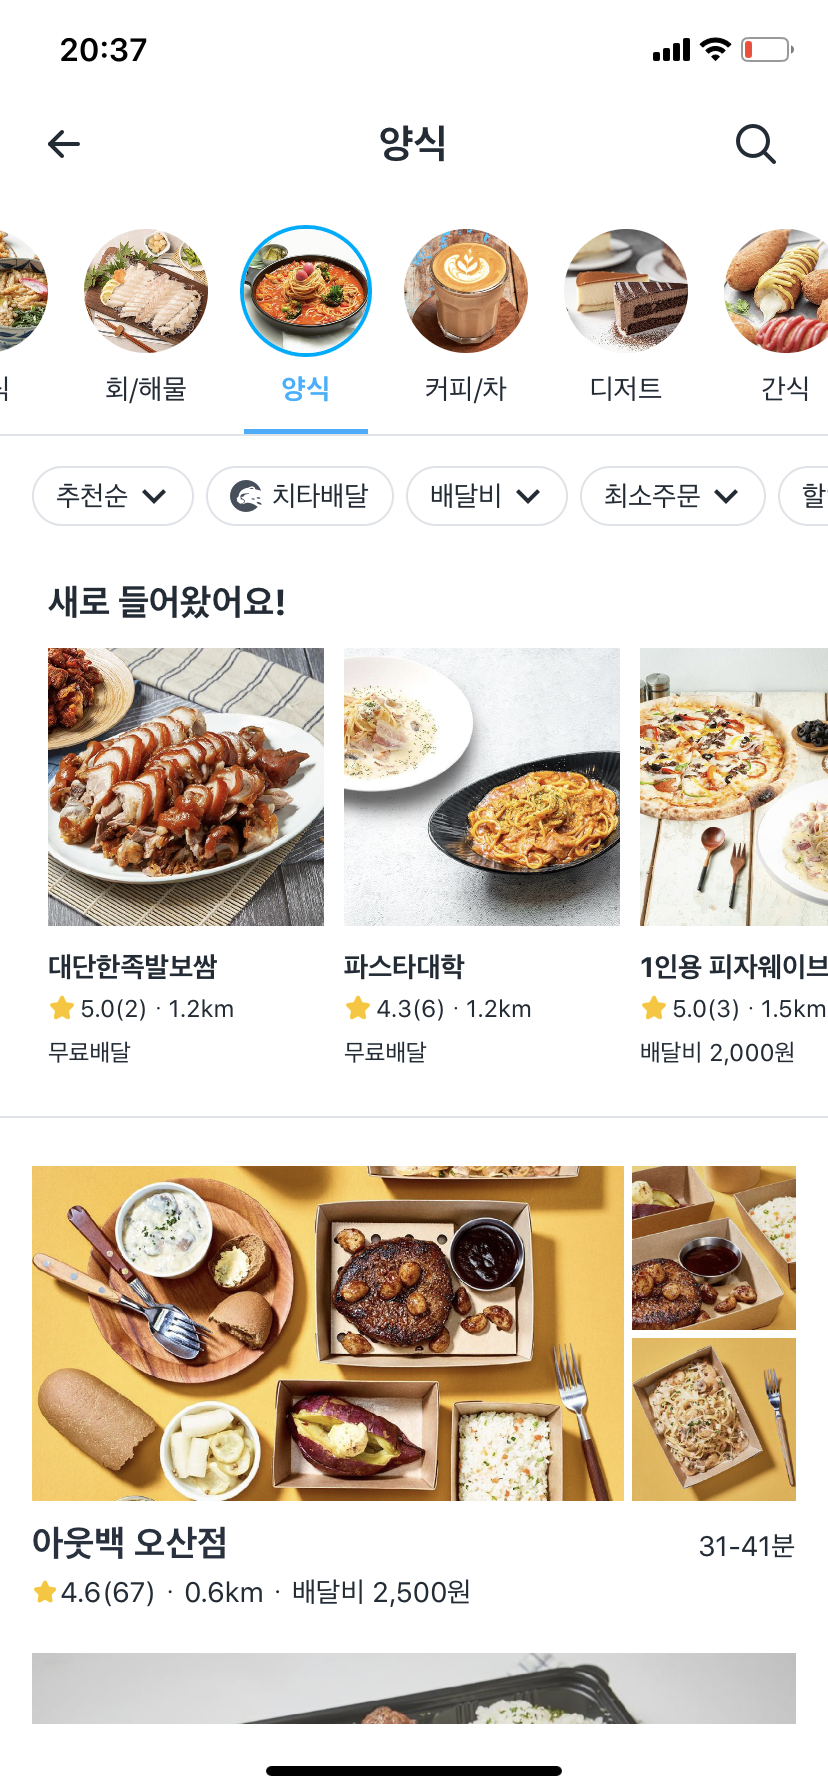 20:37
양식
식
회/해물
양식
커피/차
디저트
간식
추천순
치타배달
배달비
최소주문
할
새로 들어왔어요!
대단한족발보쌈
5.0(2) · 1.2km
무료배달
파스타대학
4.3(6) · 1.2km
무료배달
1인용 피자웨이브
5.0(3) · 1.5km
배달비 2,000원
아웃백 오산점
31-41분
4.6(67) · 0.6km · 배달비 2,500원